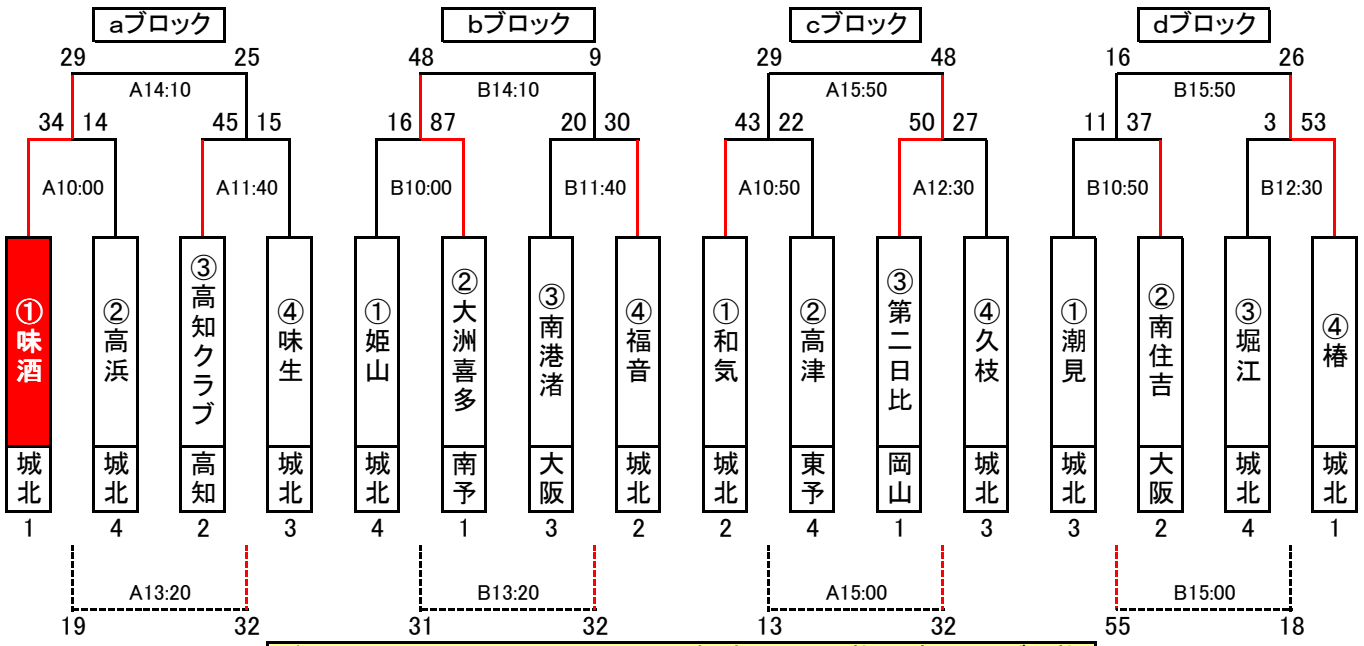 aブロック bブロック cブロック dブロック
29 25 48 9 29 48 16 26
A14:10 B14:10 A15:50 B15:50
34 14 45 15 16 87 20 30 43 22 50 27 11 37 3 53
A10:00 A11:40 B10:00 B11:40 A10:50 A12:30 B10:50 B12:30
①味酒
②高浜
③高知クラブ
④味生
①姫山
②大洲喜多
③南港渚
④福音
①和気
②高津
③第二日比
④久枝
①潮見
②南住吉
③堀江
④椿
城北 城北 高知 城北 城北 南予 大阪 城北 城北 東予 岡山 城北 城北 大阪 城北 城北
1 4 2 3 4 1 3 2 2 4 1 3 3 2 4 1
A13:20 B13:20 A15:00 B15:00
19 32 31 32 13 32 55 18